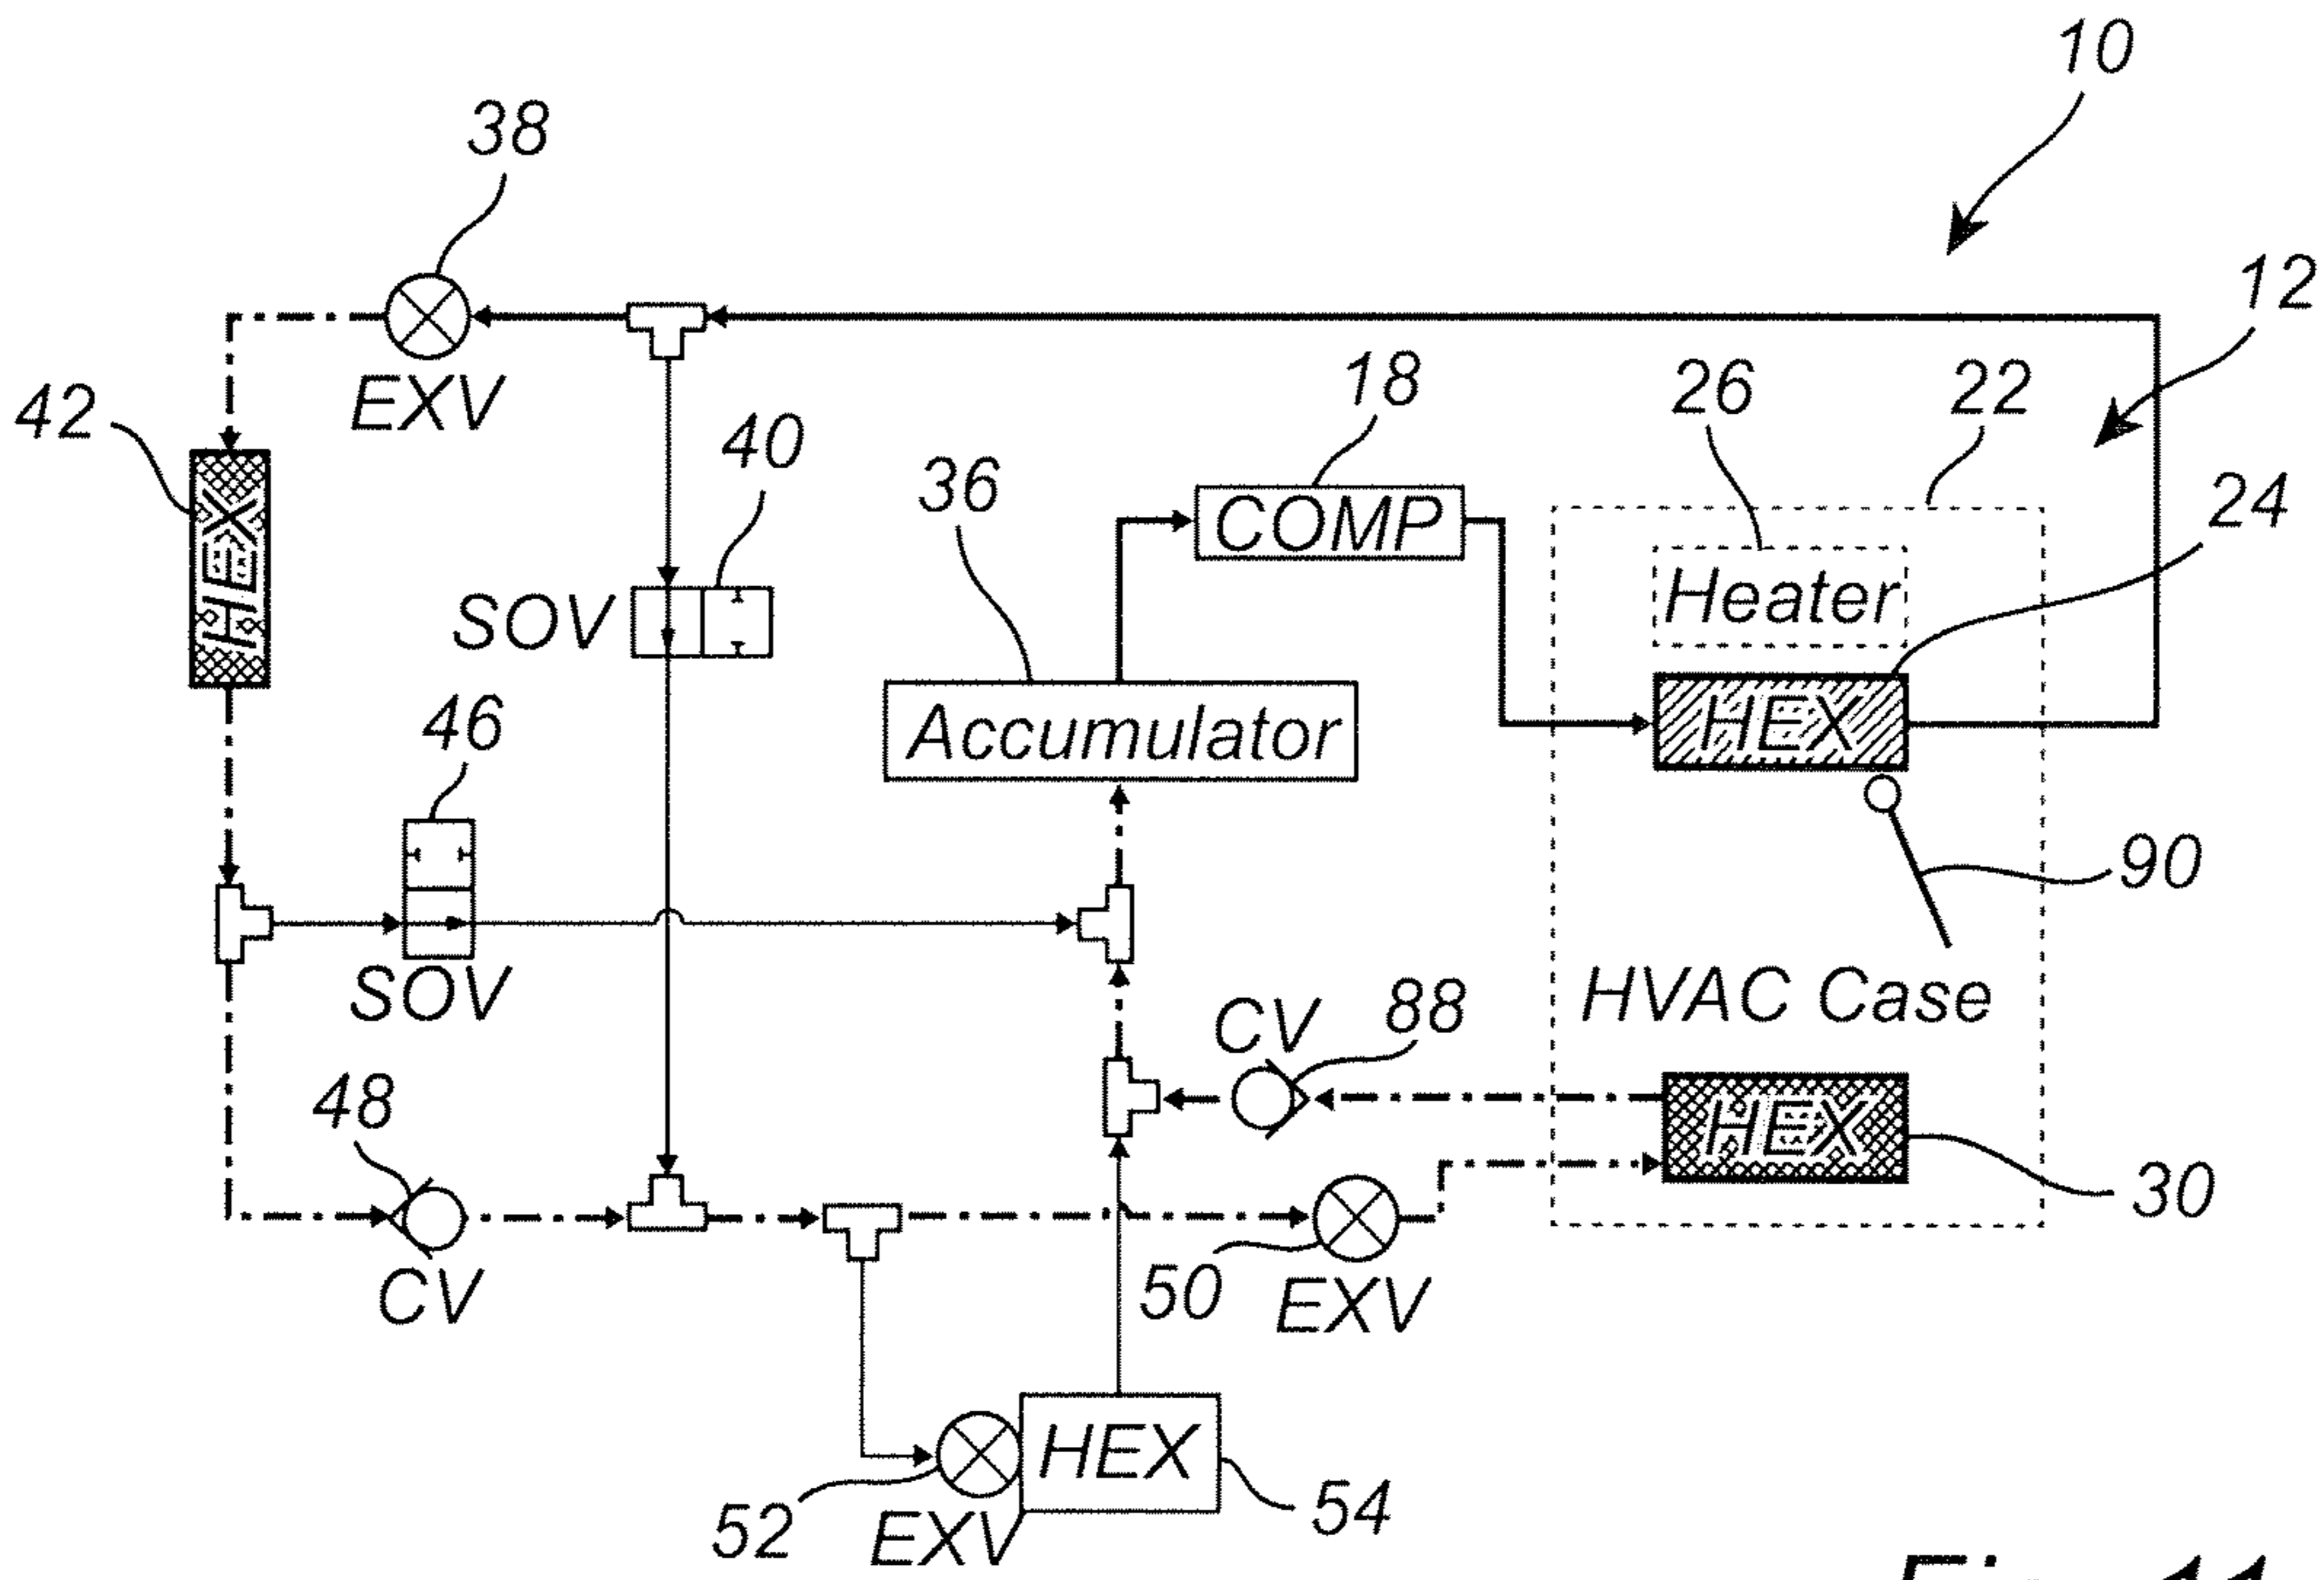 10
38
12
18
26
22
42
EXV
40
36
24
COMP
HEX
SOV
Heater
46
Accumulator
HEX
90
SOV
CV
88
HVAC Case
48
HEX
30
50
CV
EXV
HEX
52
EXV
54